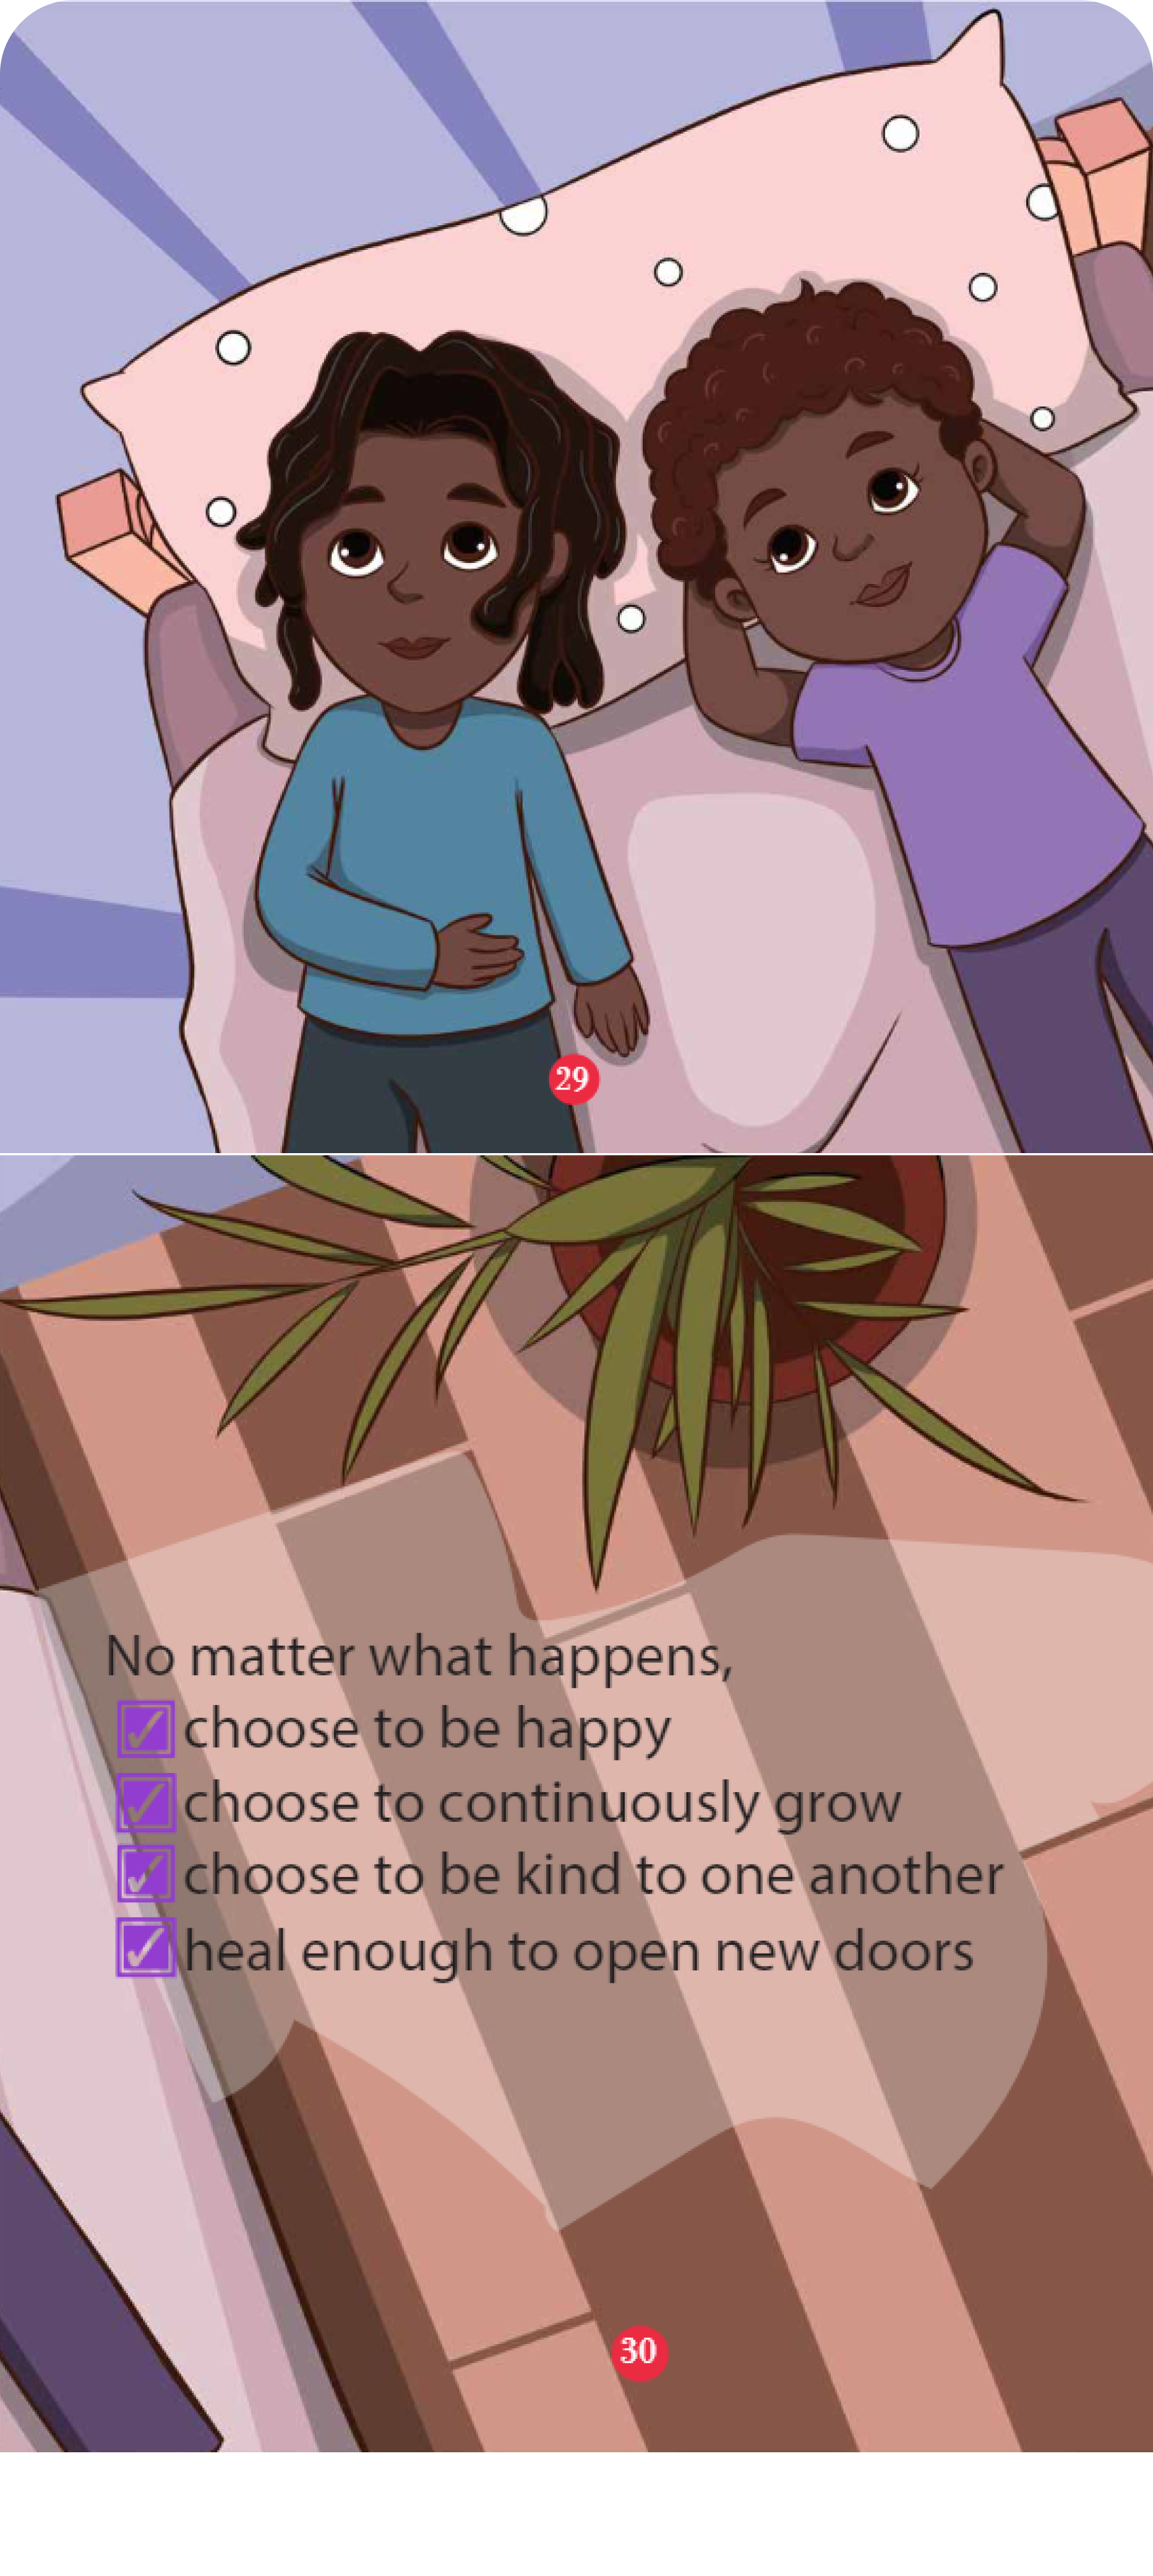 29
No matter what happens,
☑ choose to be happy
☑ choose to continuously grow
☑ choose to be kind to one another
☑ heal enough to open new doors
30